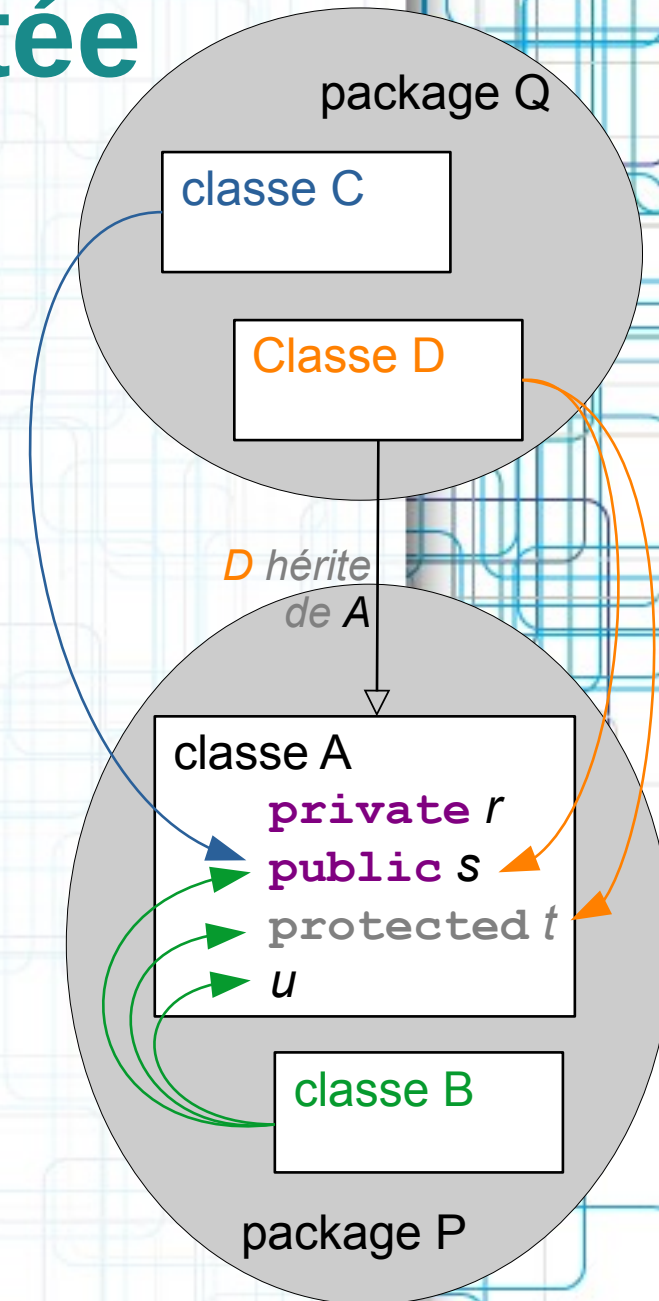 tée
package Q
classe C
Classe D
D hérite
de A
classe A
private r
public s
protected t
u
classe B
package P